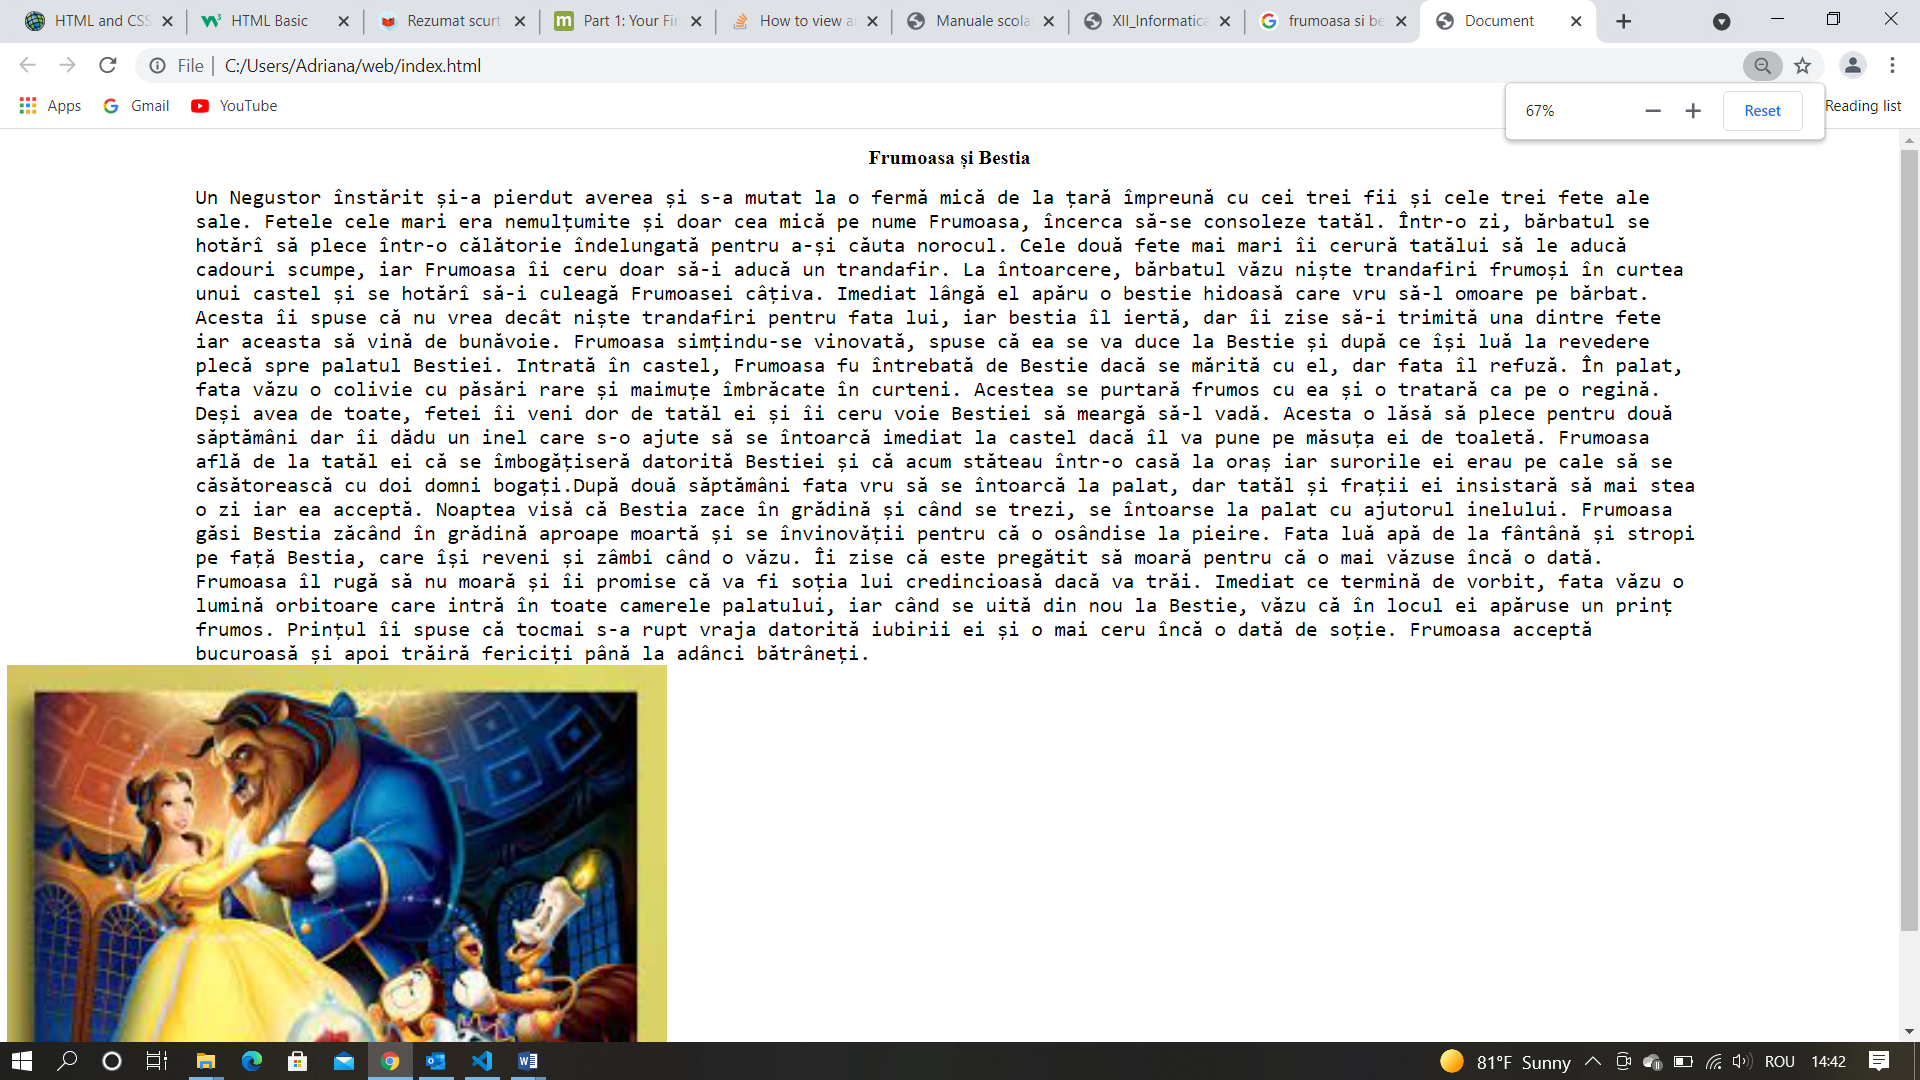 HTML and CSS
HTML Basic
Rezumat scurt
Part 1: Your Fir
How to view a
Manuale scola
XII_Informatica
frumoasa si be
Document
File | C:/Users/Adriana/web/index.html
Apps
Gmail
YouTube
67%
Reset
Reading list
Frumoasa și Bestia
Un Negustor înstărit și-a pierdut averea și s-a mutat la o fermă mică de la țară împreună cu cei trei fii și cele trei fete ale
sale. Fetele cele mari era nemulțumite și doar cea mică pe nume Frumoasa, încerca să-se consoleze tatăl. Într-o zi, bărbatul se
hotărî să plece într-o călătorie îndelungată pentru a-și căuta norocul. Cele două fete mai mari îi cerură tatălui să le aducă
cadouri scumpe, iar Frumoasa îi ceru doar să-i aducă un trandafir. La întoarcere, bărbatul văzu niște trandafiri frumoși în curtea
unui castel și se hotărî să-i culeagă Frumoasei câțiva. Imediat lângă el apăru o bestie hidoasă care vru să-l omoare pe bărbat.
Acesta îi spuse că nu vrea decât niște trandafiri pentru fata lui, iar bestia îl iertă, dar îi zise să-i trimită una dintre fete
iar aceasta să vină de bunăvoie. Frumoasa simțindu-se vinovată, spuse că ea se va duce la Bestie și după ce își luă la revedere
plecă spre palatul Bestiei. Intrată în castel, Frumoasa fu întrebată de Bestie dacă se mărită cu el, dar fata îl refuză. În palat,
fata văzu o colivie cu păsări rare și maimuțe îmbrăcate în curteni. Acestea se purtară frumos cu ea și o tratară ca pe o regină.
Deși avea de toate, fetei îi veni dor de tatăl ei și îi ceru voie Bestiei să meargă să-l vadă. Acesta o lăsă să plece pentru două
săptămâni dar îi dădu un inel care s-o ajute să se întoarcă imediat la castel dacă îl va pune pe măsuța ei de toaletă. Frumoasa
află de la tatăl ei că se îmbogățiseră datorită Bestiei și că acum stăteau într-o casă la oraș iar surorile ei erau pe cale să se
căsătorească cu doi domni bogați.După două săptămâni fata vru să se întoarcă la palat, dar tatăl și frații ei insistară să mai stea
o zi iar ea acceptă. Noaptea visă că Bestia zace în grădină și când se trezi, se întoarse la palat cu ajutorul inelului. Frumoasa
găsi Bestia zăcând în grădină aproape moartă și se învinovății pentru că o osândise la pieire. Fata luă apă de la fântână și stropi
pe față Bestia, care își reveni și zâmbi când o văzu. Îi zise că este pregătit să moară pentru că o mai văzuse încă o dată.
Frumoasa îl rugă să nu moară și îi promise că va fi soția lui credincioasă dacă va trăi. Imediat ce termină de vorbit, fata văzu o
lumină orbitoare care intră în toate camerele palatului, iar când se uită din nou la Bestie, văzu că în locul ei apăruse un prinț
frumos. Prințul îi spuse că tocmai s-a rupt vraja datorită iubirii ei și o mai ceru încă o dată de soție. Frumoasa acceptă
bucuroasă și apoi trăiră fericiți până la adânci bătrâneți.
81°F Sunny
ROU
14:42